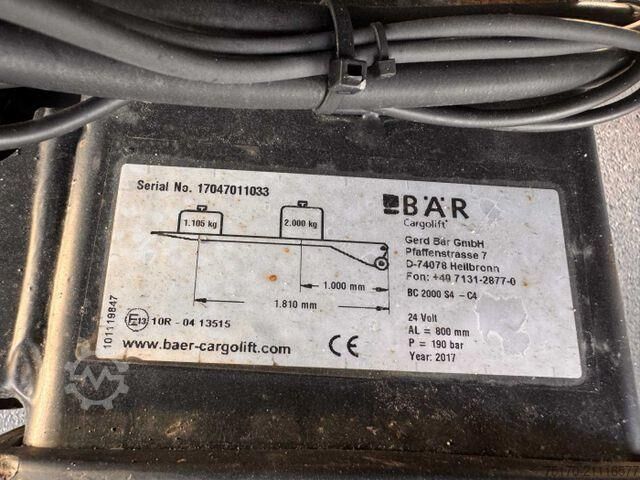 Serial No. 17047011033
BÄR
Cargolift®
Gerd Bär GmbH
Pfaffenstrasse 7
D-74078 Heilbronn
Fon: +49 7131-2877-0
BC 2000 S4 - C4
1.105 kg
2.000 kg
1.000 mm
1.810 mm
24 Volt
AL = 800 mm
P = 190 bar
Year: 2017
E13 10R - 04 13515
www.baer-cargolift.com
CE
101119847